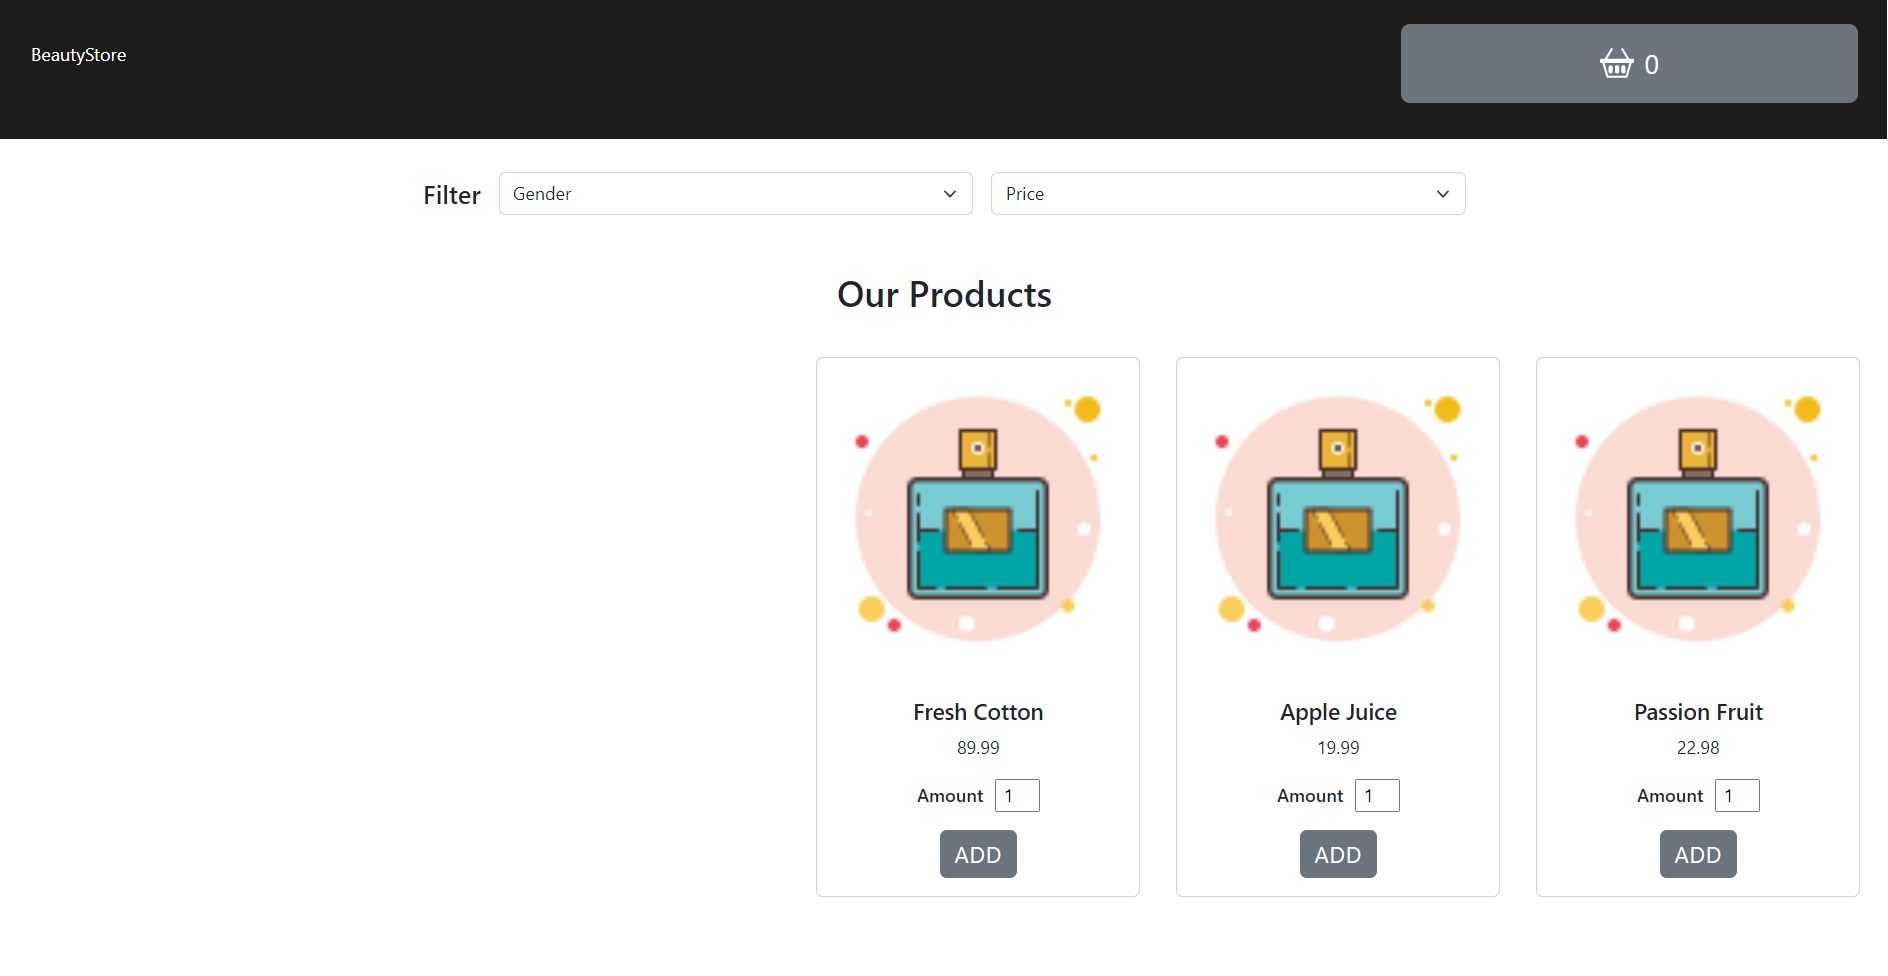 BeautyStore
0
Filter Gender Price
Our Products
Fresh Cotton
89.99
Amount 1
ADD
Apple Juice
19.99
Amount 1
ADD
Passion Fruit
22.98
Amount 1
ADD